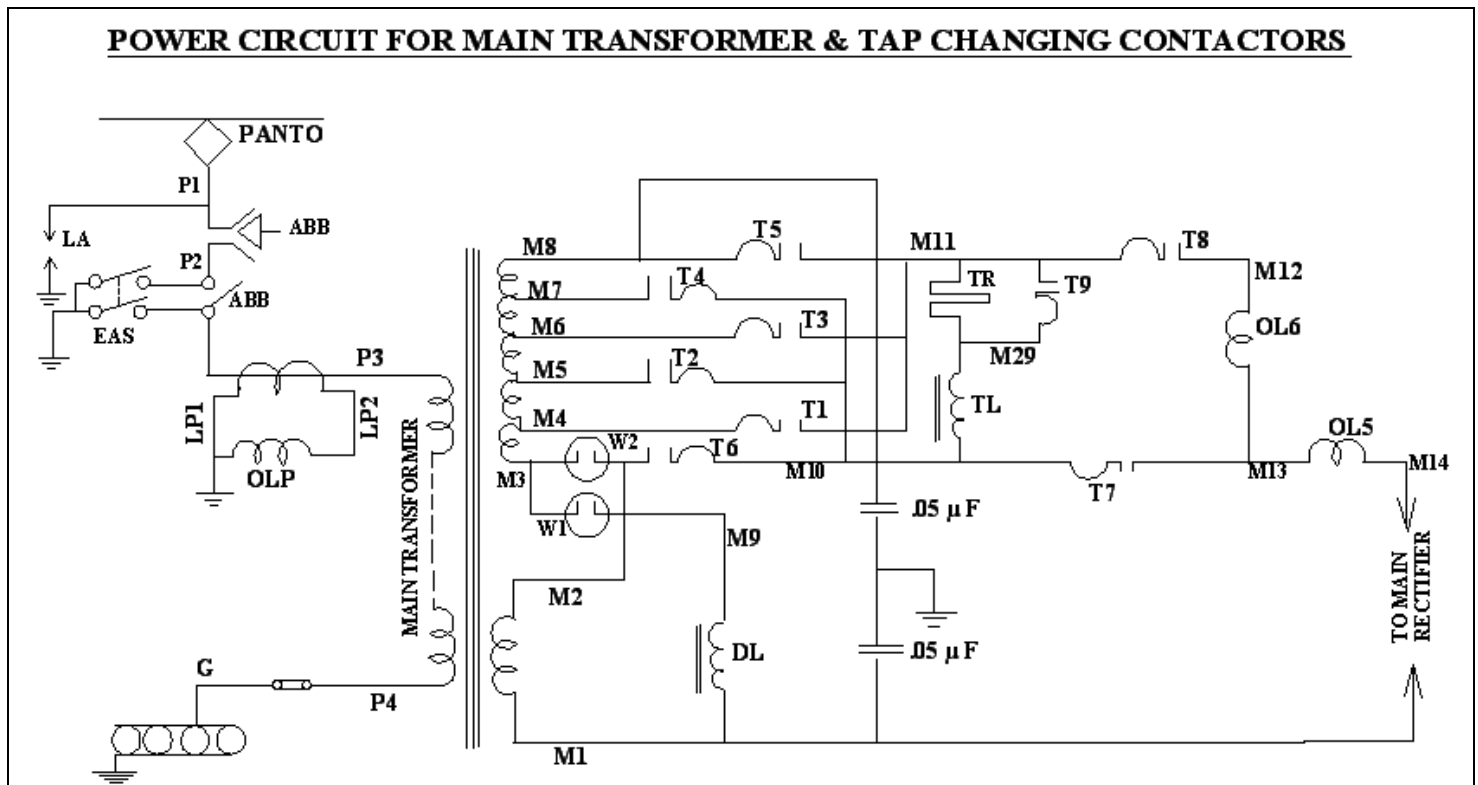 POWER CIRCUIT FOR MAIN TRANSFORMER & TAP CHANGING CONTACTORS
PANTO
P1
ABB
LA
P2
ABB
EAS
P3
LP1
LP2
OLP
MAIN TRANSFORMER
G
P4
M8
T5
M11
T8
M12
M7
T4
TR
T9
M6
T3
OL6
M5
T2
M29
M4
T1
TL
W2
T6
OL5
M3
M10
T7
M13
M14
W1
M9
.05 µ F
M2
DL
.05 µ F
TO MAIN
RECTIFIER
M1